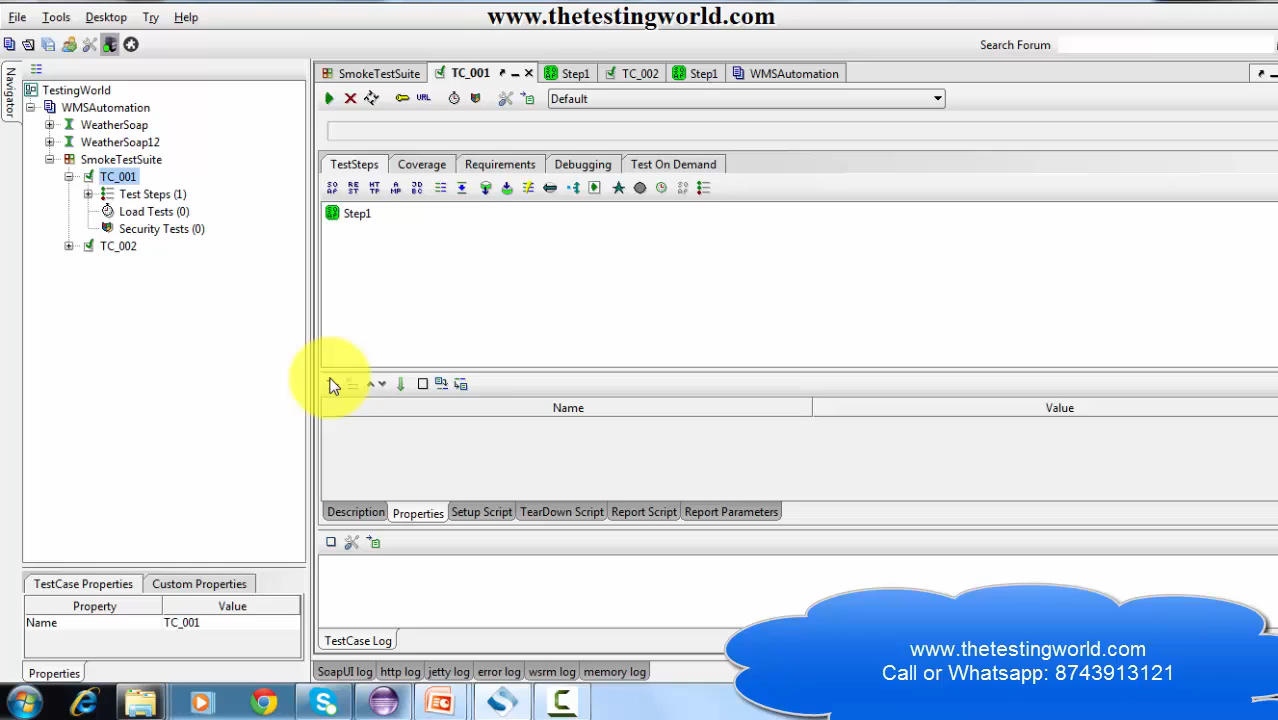 www.thetestingworld.com
File Tools Desktop Try Help
Search Forum
Navigator
TestingWorld
WMSAutomation
WeatherSoap
WeatherSoap12
SmokeTestSuite
TC_001
Test Steps (1)
Load Tests (0)
Security Tests (0)
TC_002
TestCase Properties Custom Properties
Property Value
Name TC_001
Properties
SmokeTestSuite TC_001 Step1 TC_002 Step1 WMSAutomation
URL Default
TestSteps Coverage Requirements Debugging Test On Demand
Step1
Name Value
Description Properties Setup Script TearDown Script Report Script Report Parameters
TestCase Log
SoapUI log http log jetty log error log wsrm log memory log
www.thetestingworld.com
Call or Whatsapp: 8743913121